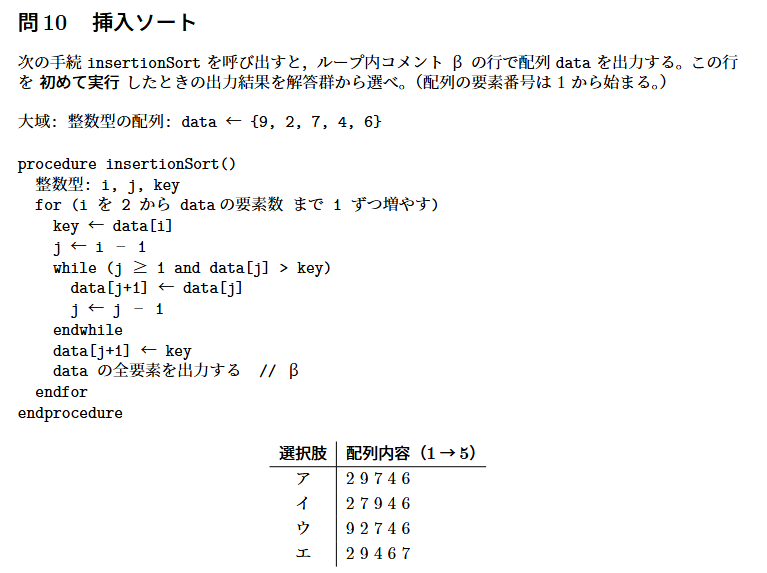 問 10　挿入ソート
次の手続 insertionSort を呼び出すと，ループ内コメント β の行で配列 data を出力する。この行
を 初めて実行 したときの出力結果を解答群から選べ。（配列の要素番号は 1 から始まる。）
大域: 整数型の配列: data ← {9, 2, 7, 4, 6}
procedure insertionSort()
  整数型: i, j, key
  for (i を 2 から dataの要素数 まで 1 ずつ増やす)
    key ← data[i]
    j ← i − 1
    while (j ≥ 1 and data[j] > key)
      data[j+1] ← data[j]
      j ← j − 1
    endwhile
    data[j+1] ← key
    data の全要素を出力する  // β
  endfor
endprocedure
選択肢 配列内容（1 → 5）
ア 2 9 7 4 6
イ 2 7 9 4 6
ウ 9 2 7 4 6
エ 2 9 4 6 7